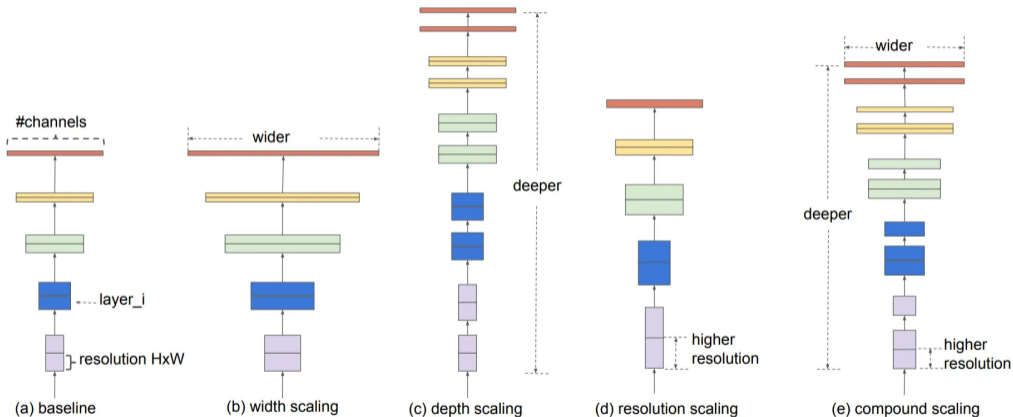 #channels
layer_i
resolution HxW
(a) baseline
wider
(b) width scaling
deeper
(c) depth scaling
higher
resolution
(d) resolution scaling
wider
deeper
higher
resolution
(e) compound scaling